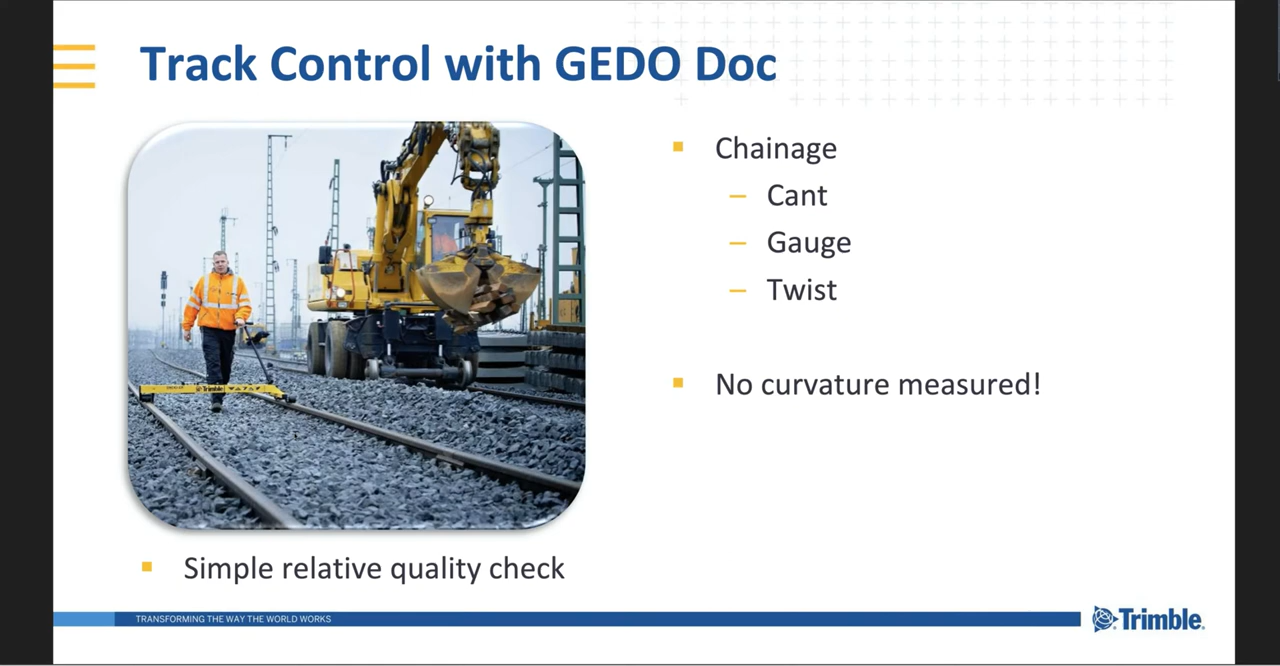 Track Control with GEDO Doc
Chainage
– Cant
– Gauge
– Twist
No curvature measured!
Trimble
Simple relative quality check
TRANSFORMING THE WAY THE WORLD WORKS
Trimble